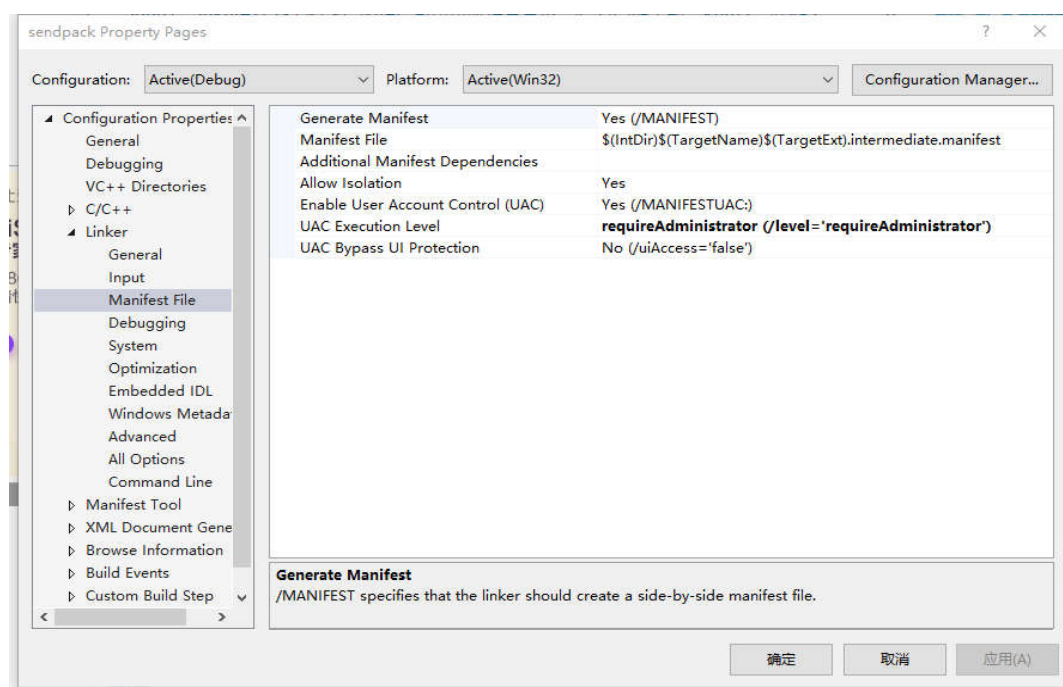 sendpack Property Pages
Configuration: Active(Debug) Platform: Active(Win32) Configuration Manager...
Configuration Properties
General
Debugging
VC++ Directories
C/C++
Linker
General
Input
Manifest File
Debugging
System
Optimization
Embedded IDL
Windows Metada
Advanced
All Options
Command Line
Manifest Tool
XML Document Gene
Browse Information
Build Events
Custom Build Step
Generate Manifest Yes (/MANIFEST)
Manifest File $(IntDir)$(TargetName)$(TargetExt).intermediate.manifest
Additional Manifest Dependencies
Allow Isolation Yes
Enable User Account Control (UAC) Yes (/MANIFESTUAC:)
UAC Execution Level requireAdministrator (/level='requireAdministrator')
UAC Bypass UI Protection No (/uiAccess='false')
Generate Manifest
/MANIFEST specifies that the linker should create a side-by-side manifest file.
确定 取消 应用(A)